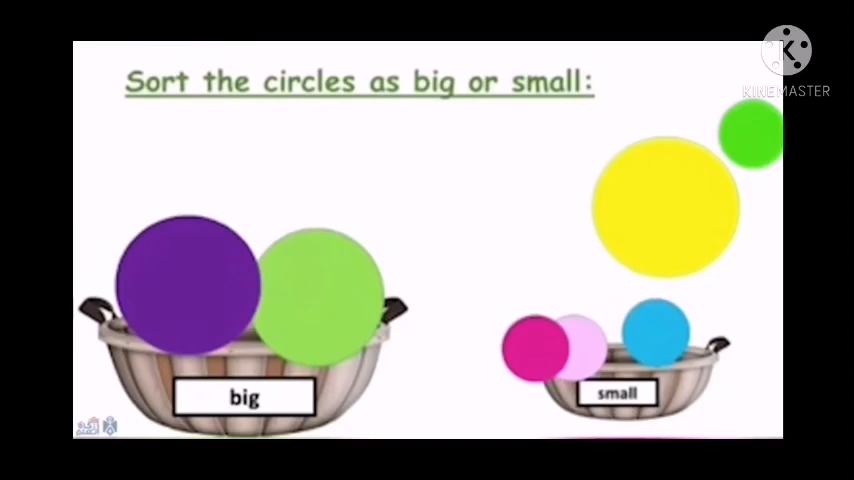 Sort the circles as big or small:
KINEMASTER
big
small